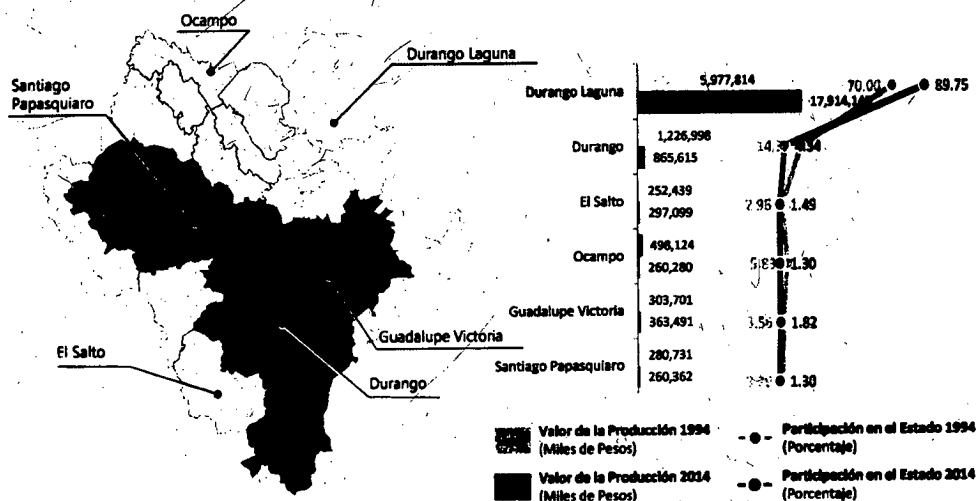 Ocampo
Durango Laguna
Santiago
Papasquiaro
Guadalupe Victoria
El Salto
Durango
Durango Laguna
5,977,814
70.00
89.75
Durango
1,226,998
865,615
El Salto
252,439
297,099
1.49
Ocampo
498,124
260,280
1.30
Guadalupe Victoria
303,701
363,491
1.82
Santiago Papasquiaro
280,731
260,362
1.30
Valor de la Producción 1994
(Miles de Pesos)
Participación en el Estado 1994
(Porcentaje)
Valor de la Producción 2014
(Miles de Pesos)
Participación en el Estado 2014
(Porcentaje)